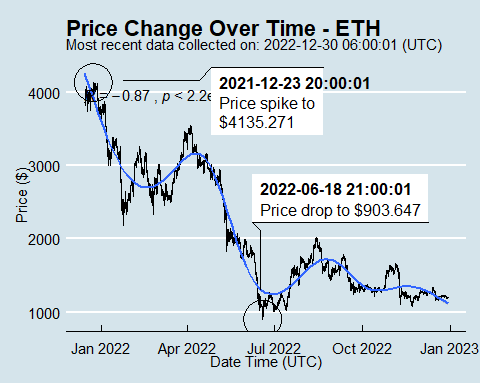 Price Change Over Time - ETH
Most recent data collected on: 2022-12-30 06:00:01 (UTC)
2021-12-23 20:00:01
Price spike to
$4135.271
−0.87 , p < 2.2e
2022-06-18 21:00:01
Price drop to $903.647
Price ($)
4000
3000
2000
1000
Jan 2022
Apr 2022
Jul 2022
Oct 2022
Jan 2023
Date Time (UTC)